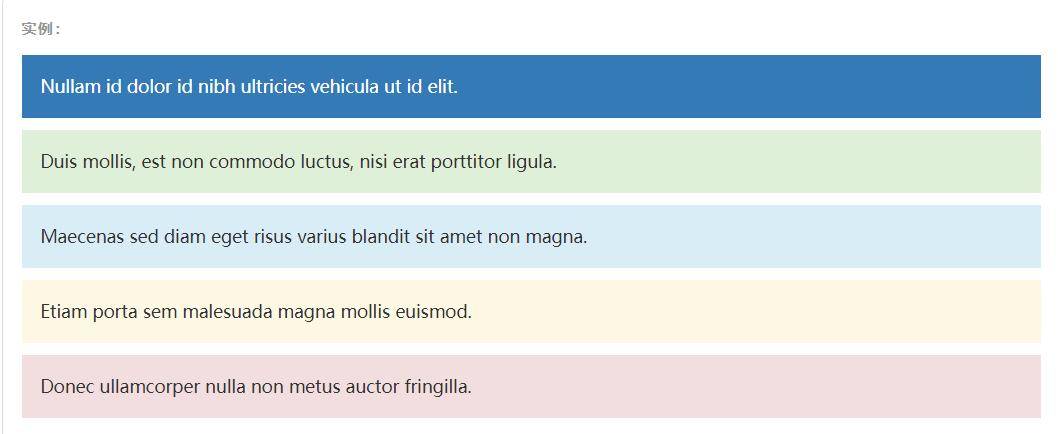 实例：
Nullam id dolor id nibh ultricies vehicula ut id elit.
Duis mollis, est non commodo luctus, nisi erat porttitor ligula.
Maecenas sed diam eget risus varius blandit sit amet non magna.
Etiam porta sem malesuada magna mollis euismod.
Donec ullamcorper nulla non metus auctor fringilla.